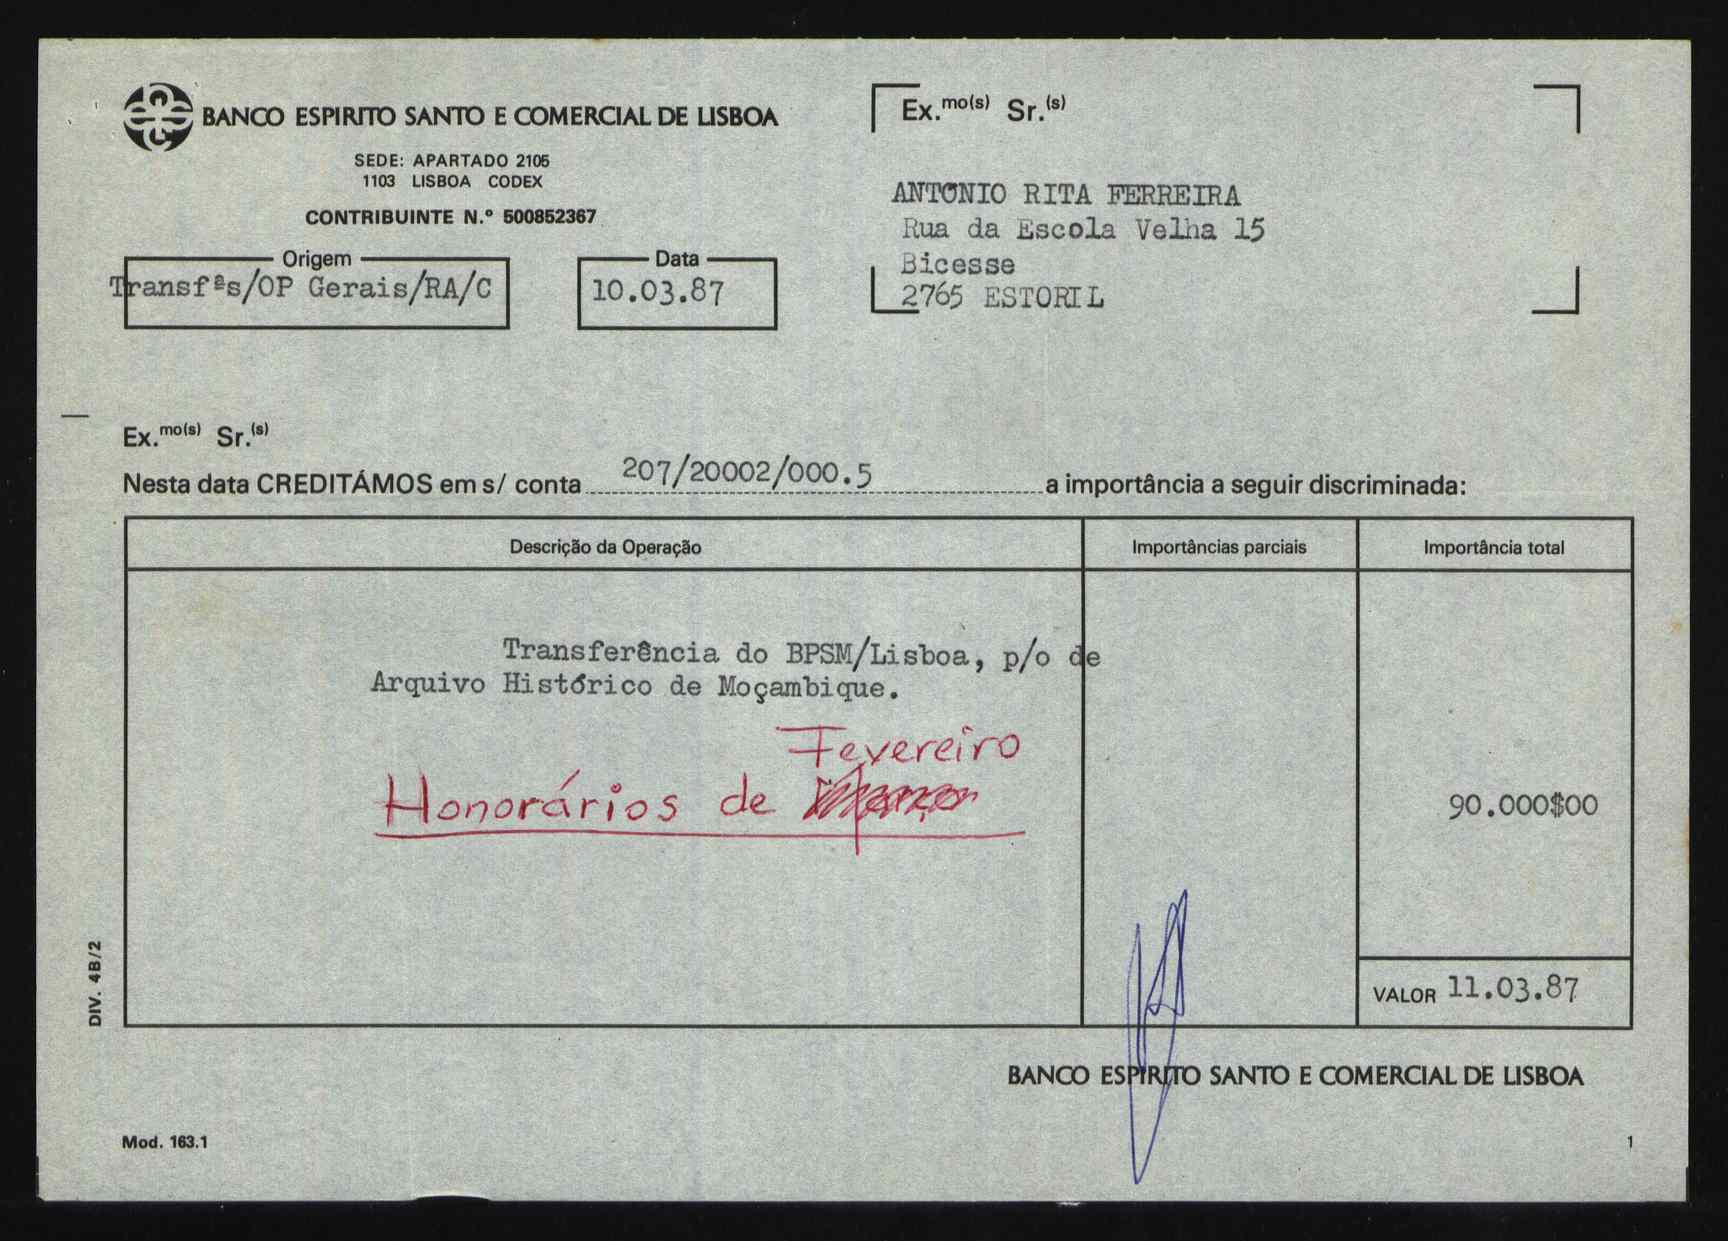 BANCO ESPIRITO SANTO E COMERCIAL DE LISBOA
SEDE: APARTADO 2105
1103 LISBOA CODEX
CONTRIBUINTE N.º 500852367
Origem
Transfªs/OP Gerais/RA/C
Data
10.03.87
Ex.mo(s) Sr.(s)
ANTÓNIO RITA FERREIRA
Rua da Escola Velha 15
Bicesse
2765 ESTORIL
Ex.mo(s) Sr.(s)
Nesta data CREDITÁMOS em s/ conta 207/20002/000.5 a importância a seguir discriminada:
Descrição da Operação Importâncias parciais Importância total
Transferência do BPSM/Lisboa, p/o de
Arquivo Histórico de Moçambique.
Fevereiro
Honorários de
90.000$00
VALOR 11.03.87
DIV. 4B/2
BANCO ESPIRITO SANTO E COMERCIAL DE LISBOA
Mod. 163.1
1